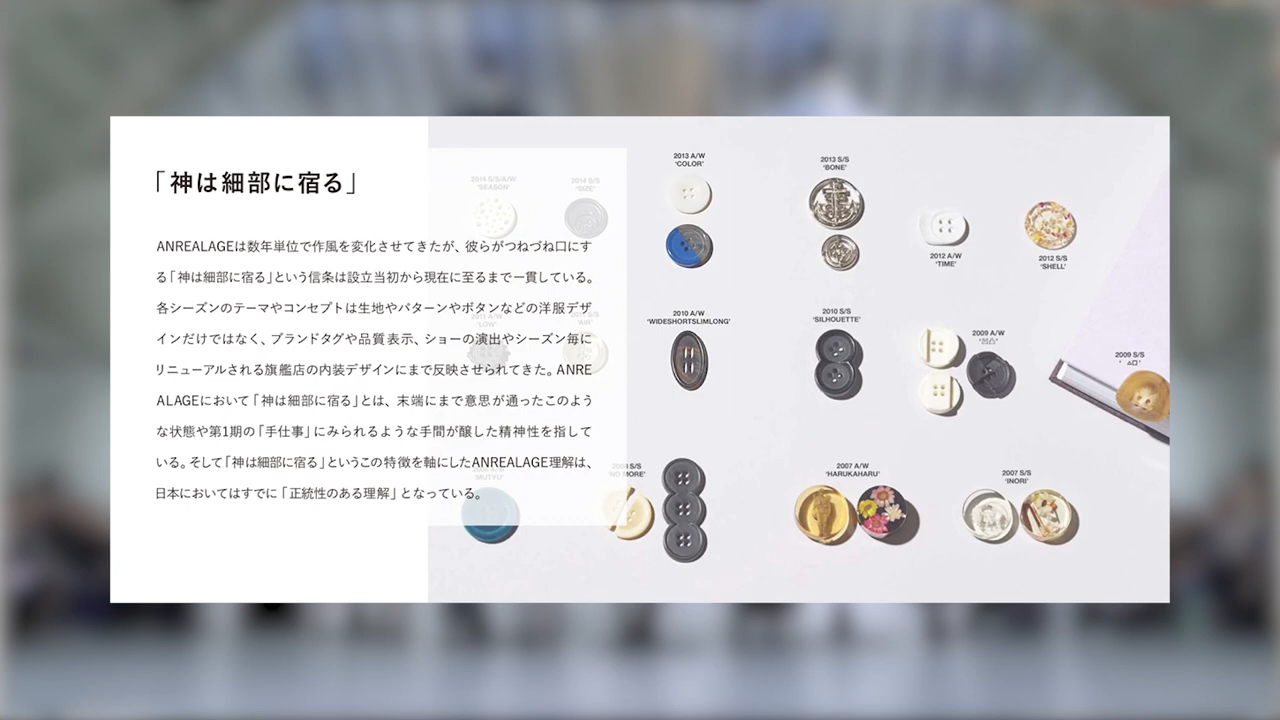 「神は細部に宿る」
ANREALAGEは数年単位で作風を変化させてきたが、彼らがつねづね口にす
る「神は細部に宿る」という信条は設立当初から現在に至るまで一貫している。
各シーズンのテーマやコンセプトは生地やパターンやボタンなどの洋服デザ
インだけではなく、ブランドタグや品質表示、ショーの演出やシーズン毎に
リニューアルされる旗艦店の内装デザインにまで反映させられてきた。ANRE
ALAGEにおいて「神は細部に宿る」とは、末端にまで意思が通ったこのよう
な状態や第1期の「手仕事」にみられるような手間が醸した精神性を指して
いる。そして「神は細部に宿る」というこの特徴を軸にしたANREALAGE理解は、
日本においてはすでに「正統性のある理解」となっている。
2014 S/S/A/W
'SEASON'
2014 S/S
'SIZE'
2013 A/W
'COLOR'
2013 S/S
'BONE'
2012 A/W
'TIME'
2012 S/S
'SHELL'
2011 A/W
'LOW'
'AIR'
2010 A/W
'WIDESHORTSLIMLONG'
2010 S/S
'SILHOUETTE'
2009 A/W
2009 S/S
'MUTYU'
'NO MORE'
2007 A/W
'HARUKAHARU'
2007 S/S
'INORI'